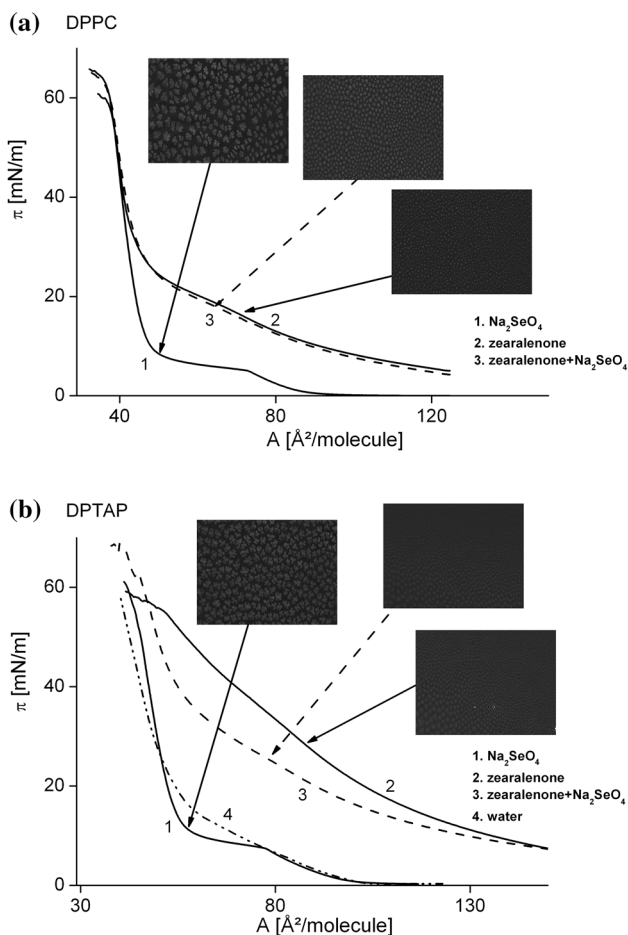 (a) DPPC
60
40
20
0
π [mN/m]
1
3
2
1. Na₂SeO₄
2. zearalenone
3. zearalenone+Na₂SeO₄
40
80
120
A [Å²/molecule]
(b) DPTAP
60
40
20
0
π [mN/m]
1
4
3
2
1. Na₂SeO₄
2. zearalenone
3. zearalenone+Na₂SeO₄
4. water
30
80
130
A [Å²/molecule]